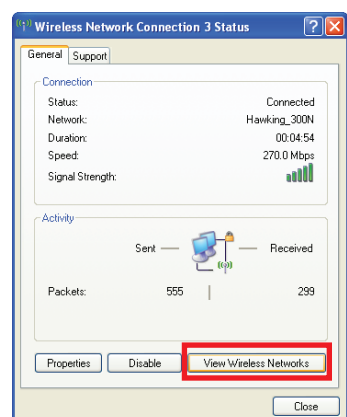 Wireless Network Connection 3 Status
General Support
Connection
Status: Connected
Network: Hawking_300N
Duration: 00:04:54
Speed: 270.0 Mbps
Signal Strength:
Activity
Sent Received
Packets: 555 299
Properties Disable View Wireless Networks
Close